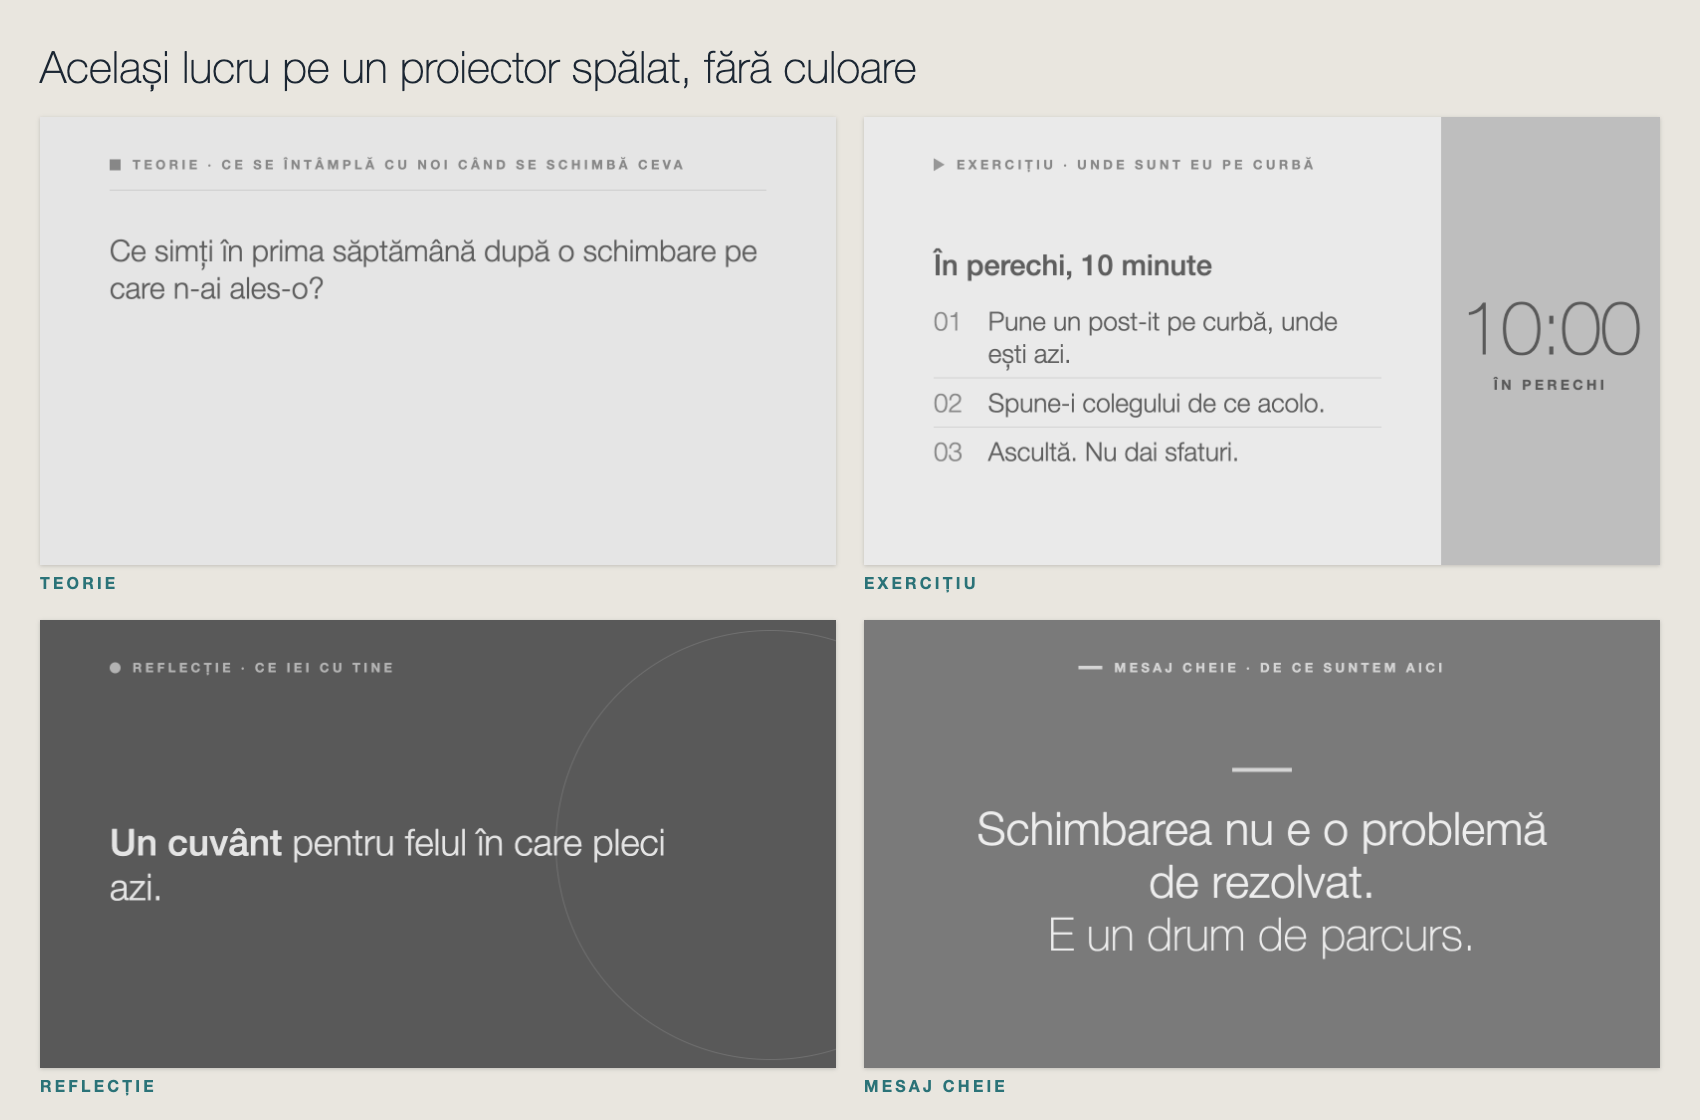 Același lucru pe un proiector spălat, fără culoare
TEORIE · CE SE ÎNTÂMPLĂ CU NOI CÂND SE SCHIMBĂ CEVA
Ce simți în prima săptămână după o schimbare pe
care n-ai ales-o?
TEORIE
EXERCIȚIU · UNDE SUNT EU PE CURBĂ
În perechi, 10 minute
01 Pune un post-it pe curbă, unde
ești azi.
02 Spune-i colegului de ce acolo.
03 Ascultă. Nu dai sfaturi.
10:00
ÎN PERECHI
EXERCIȚIU
REFLECȚIE · CE IEI CU TINE
Un cuvânt pentru felul în care pleci
azi.
REFLECȚIE
MESAJ CHEIE · DE CE SUNTEM AICI
Schimbarea nu e o problemă
de rezolvat.
E un drum de parcurs.
MESAJ CHEIE